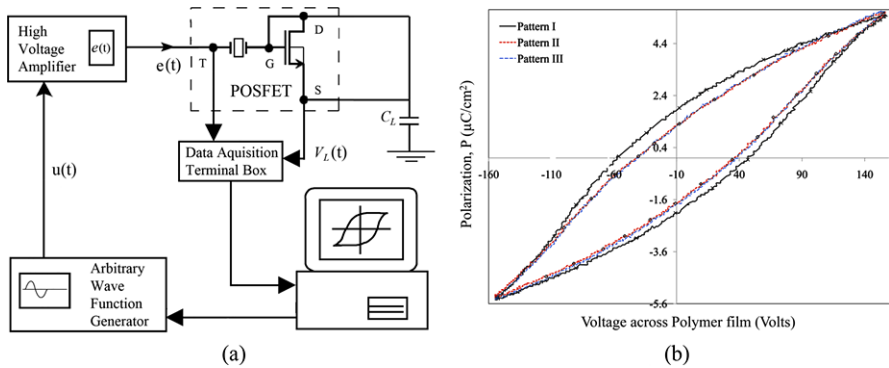 High
Voltage
Amplifier
e(t)
e(t)
T
G
D
S
POSFET
C_L
V_L(t)
Data Aquisition
Terminal Box
u(t)
Arbitrary
Wave
Function
Generator
(a)
Pattern I
Pattern II
Pattern III
Polarization, P (μC/cm²)
4.4
2.4
0.4
-1.6
-3.6
-5.6
-160
-110
-60
-10
40
90
140
Voltage across Polymer film (Volts)
(b)